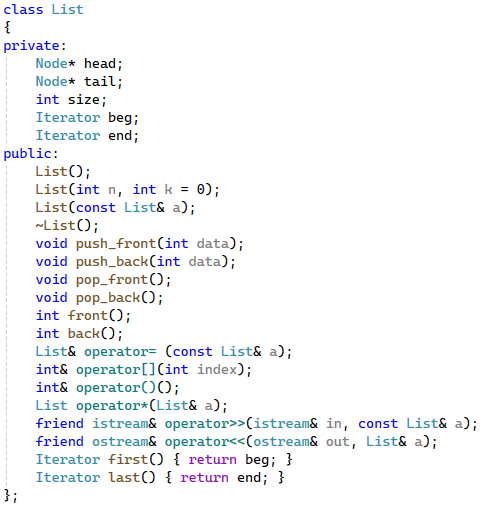 class List
{
private:
    Node* head;
    Node* tail;
    int size;
    Iterator beg;
    Iterator end;
public:
    List();
    List(int n, int k = 0);
    List(const List& a);
    ~List();
    void push_front(int data);
    void push_back(int data);
    void pop_front();
    void pop_back();
    int front();
    int back();
    List& operator= (const List& a);
    int& operator[](int index);
    int& operator()();
    List operator*(List& a);
    friend istream& operator>>(istream& in, const List& a);
    friend ostream& operator<<(ostream& out, List& a);
    Iterator first() { return beg; }
    Iterator last() { return end; }
};